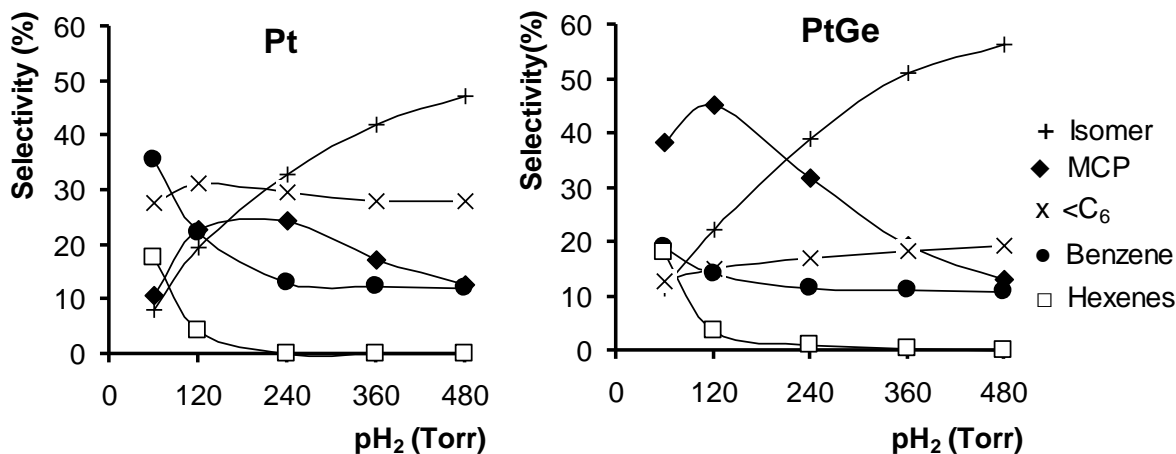 Pt
Selectivity (%)
60
50
40
30
20
10
0
0 120 240 360 480
pH₂ (Torr)
PtGe
Selectivity(%)
60
50
40
30
20
10
0
0 120 240 360 480
pH₂ (Torr)
Isomer
MCP
<C₆
Benzene
Hexenes